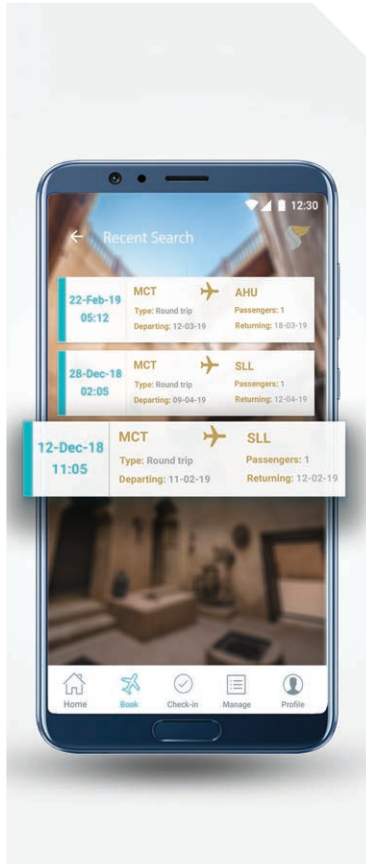 12:30
Recent Search
22-Feb-19
05:12
MCT AHU
Type: Round trip Passengers: 1
Departing: 12-03-19 Returning: 18-03-19
28-Dec-18
02:05
MCT SLL
Type: Round trip Passengers: 1
Departing: 09-04-19 Returning: 12-04-19
12-Dec-18
11:05
MCT SLL
Type: Round trip Passengers: 1
Departing: 11-02-19 Returning: 12-02-19
Home Book Check-in Manage Profile